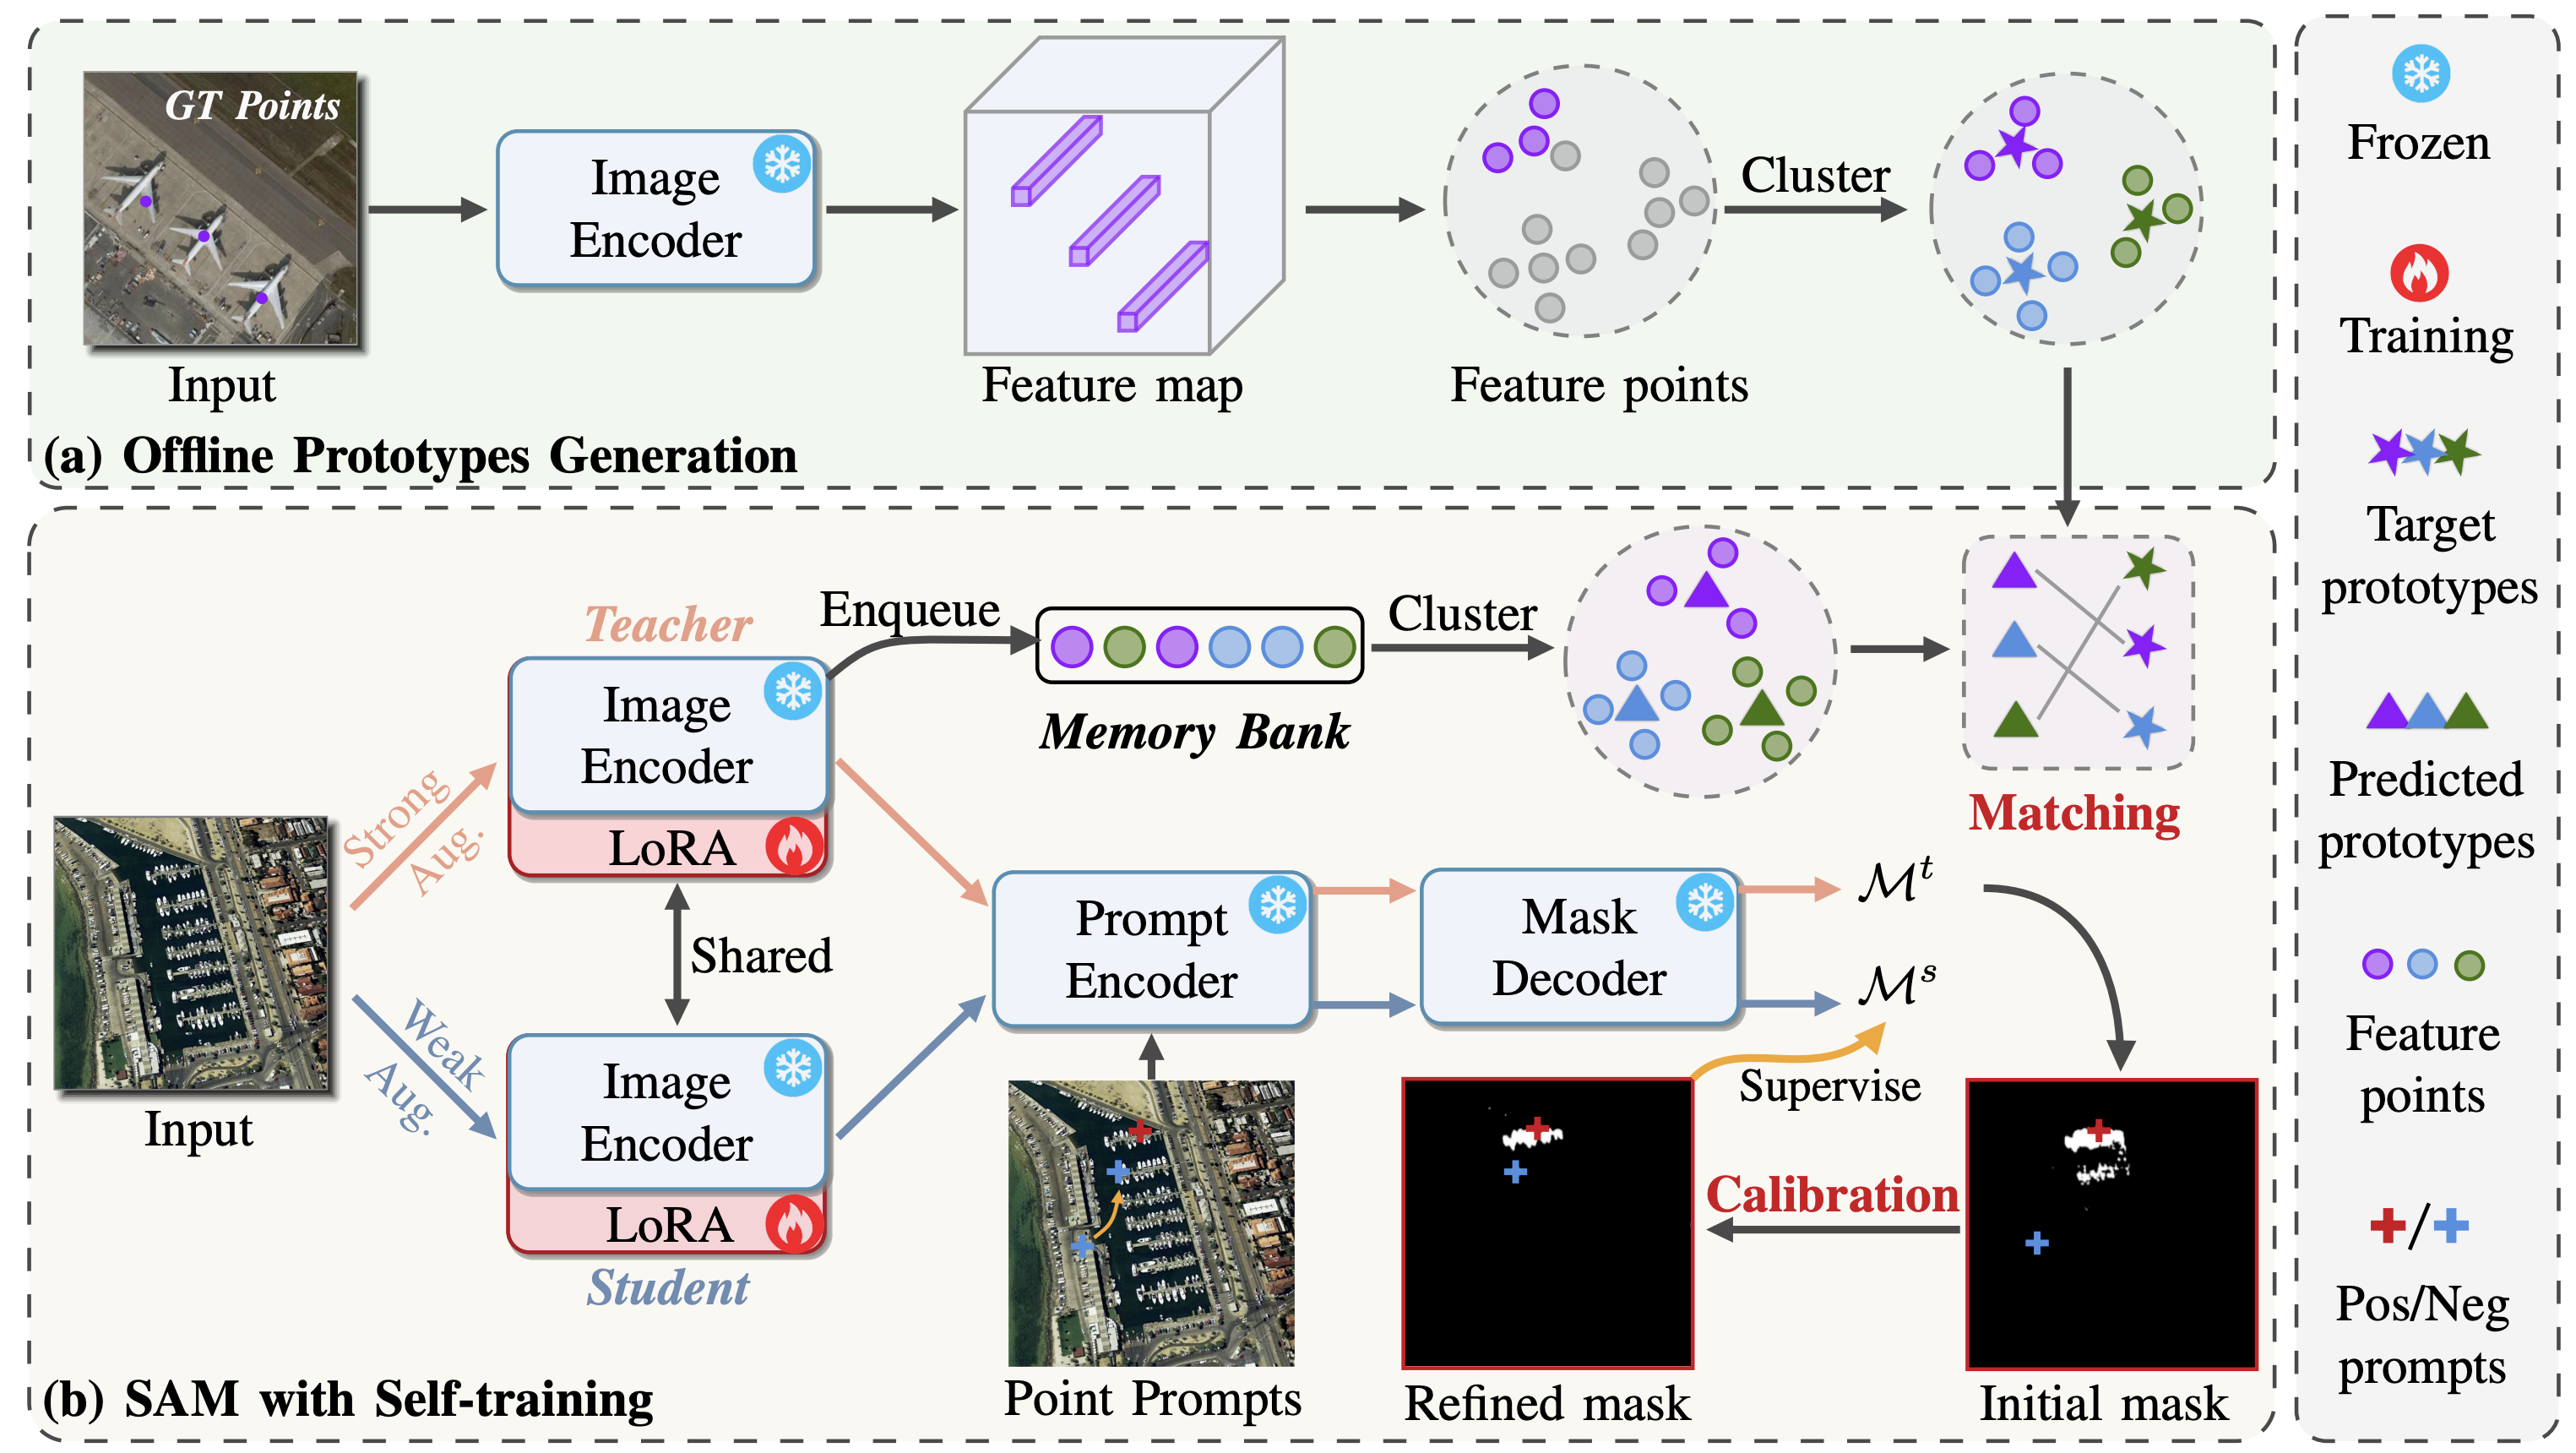 GT Points
Input
Image
Encoder
Feature map
Feature points
Cluster
(a) Offline Prototypes Generation
Input
Strong
Aug.
Weak
Aug.
Teacher
Image
Encoder
LoRA
Shared
Image
Encoder
LoRA
Student
Enqueue
Memory Bank
Cluster
Matching
Prompt
Encoder
Mask
Decoder
ℳᵗ
ℳˢ
Supervise
Calibration
Point Prompts
Refined mask
Initial mask
(b) SAM with Self-training
Frozen
Training
Target
prototypes
Predicted
prototypes
Feature
points
/
Pos/Neg
prompts